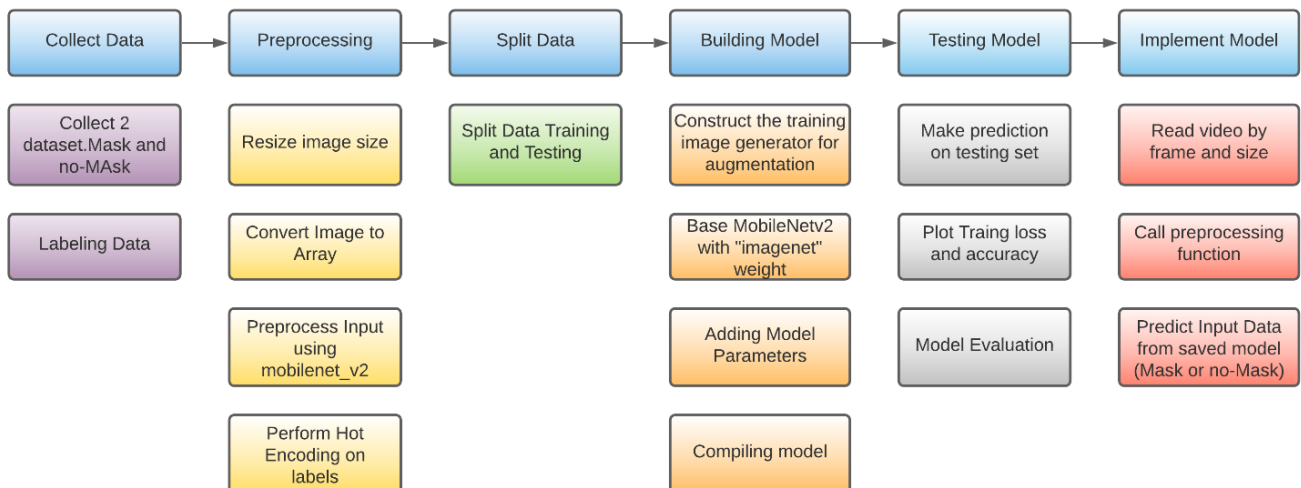 Collect Data
Preprocessing
Split Data
Building Model
Testing Model
Implement Model
Collect 2
dataset.Mask and
no-MAsk
Resize image size
Split Data Training
and Testing
Construct the training
image generator for
augmentation
Make prediction
on testing set
Read video by
frame and size
Labeling Data
Convert Image to
Array
Base MobileNetv2
with "imagenet"
weight
Plot Traing loss
and accuracy
Call preprocessing
function
Preprocess Input
using
mobilenet_v2
Adding Model
Parameters
Model Evaluation
Predict Input Data
from saved model
(Mask or no-Mask)
Perform Hot
Encoding on
labels
Compiling model